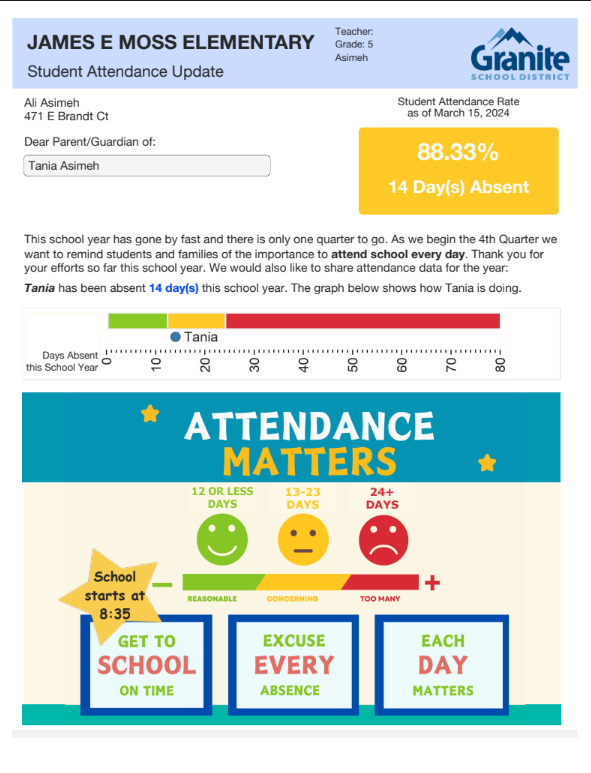 JAMES E MOSS ELEMENTARY
Student Attendance Update
Teacher:
Grade: 5
Asimeh
Granite
SCHOOL DISTRICT
Ali Asimeh
471 E Brandt Ct
Dear Parent/Guardian of:
Tania Asimeh
Student Attendance Rate
as of March 15, 2024
88.33%
14 Day(s) Absent
This school year has gone by fast and there is only one quarter to go. As we begin the 4th Quarter we
want to remind students and families of the importance to attend school every day. Thank you for
your efforts so far this school year. We would also like to share attendance data for the year:
Tania has been absent 14 day(s) this school year. The graph below shows how Tania is doing.
Tania
Days Absent
this School Year
0 10 20 30 40 50 60 70 80
ATTENDANCE
MATTERS
12 OR LESS
DAYS
13-23
DAYS
24+
DAYS
School
starts at
8:35
− +
REASONABLE CONCERNING TOO MANY
GET TO
SCHOOL
ON TIME
EXCUSE
EVERY
ABSENCE
EACH
DAY
MATTERS